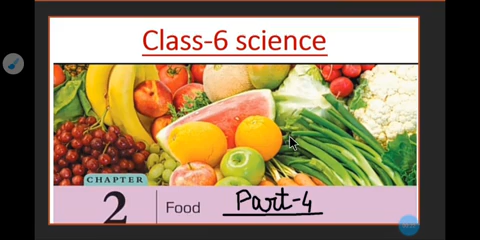 Class-6 science
CHAPTER
2
Food
Part-4